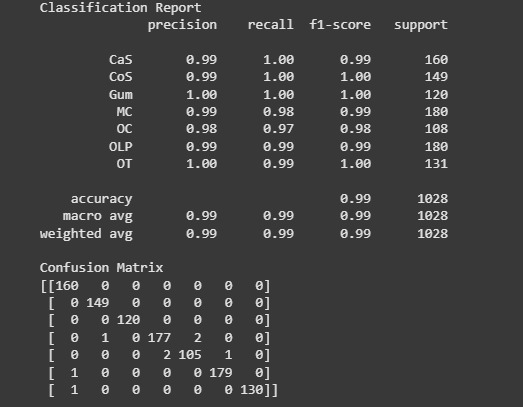 Classification Report
              precision    recall  f1-score   support

         CaS       0.99      1.00      0.99       160
         CoS       0.99      1.00      1.00       149
         Gum       1.00      1.00      1.00       120
          MC       0.99      0.98      0.99       180
          OC       0.98      0.97      0.98       108
         OLP       0.99      0.99      0.99       180
          OT       1.00      0.99      1.00       131

    accuracy                           0.99      1028
   macro avg       0.99      0.99      0.99      1028
weighted avg       0.99      0.99      0.99      1028

Confusion Matrix
[[160   0   0   0   0   0   0]
 [  0 149   0   0   0   0   0]
 [  0   0 120   0   0   0   0]
 [  0   1   0 177   2   0   0]
 [  0   0   0   2 105   1   0]
 [  1   0   0   0   0 179   0]
 [  1   0   0   0   0   0 130]]